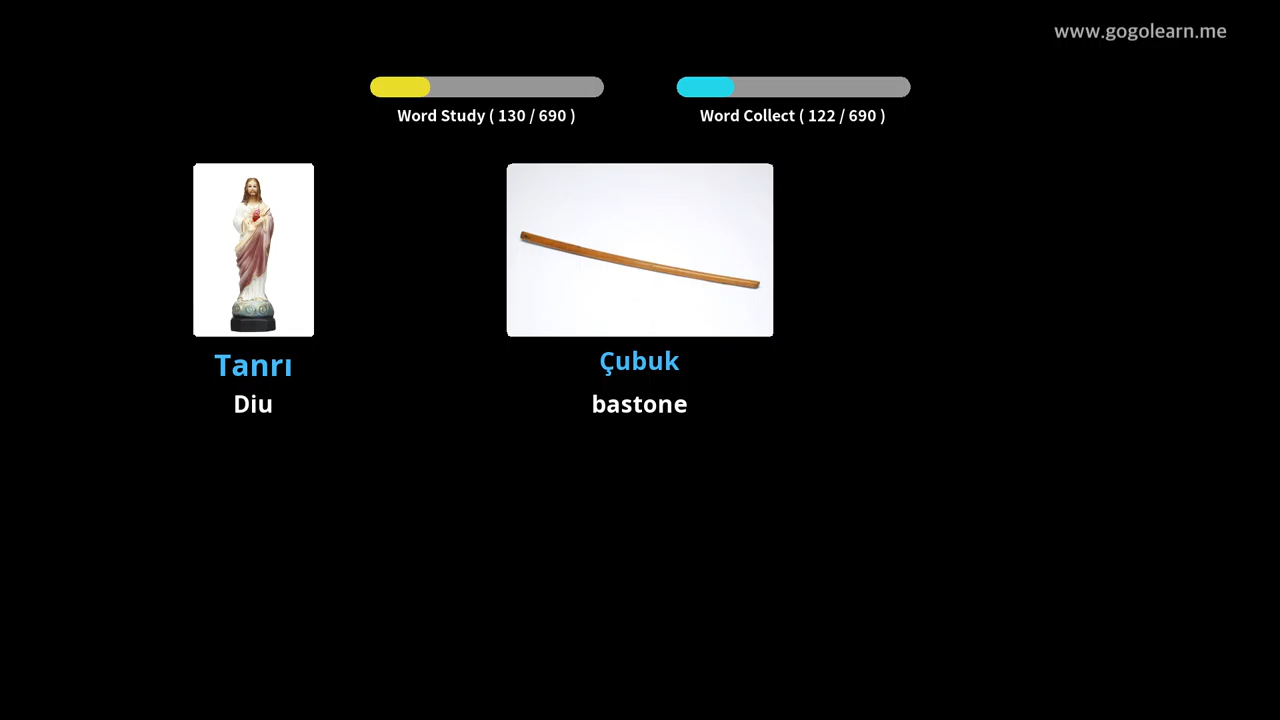 www.gogolearn.me
Word Study ( 130 / 690 )
Word Collect ( 122 / 690 )
Tanrı
Diu
Çubuk
bastone